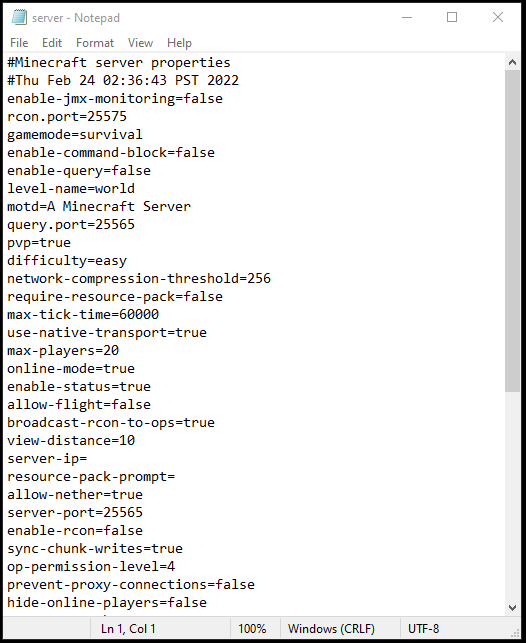 server - Notepad
File Edit Format View Help
#Minecraft server properties
#Thu Feb 24 02:36:43 PST 2022
enable-jmx-monitoring=false
rcon.port=25575
gamemode=survival
enable-command-block=false
enable-query=false
level-name=world
motd=A Minecraft Server
query.port=25565
pvp=true
difficulty=easy
network-compression-threshold=256
require-resource-pack=false
max-tick-time=60000
use-native-transport=true
max-players=20
online-mode=true
enable-status=true
allow-flight=false
broadcast-rcon-to-ops=true
view-distance=10
server-ip=
resource-pack-prompt=
allow-nether=true
server-port=25565
enable-rcon=false
sync-chunk-writes=true
op-permission-level=4
prevent-proxy-connections=false
hide-online-players=false
Ln 1, Col 1 100% Windows (CRLF) UTF-8